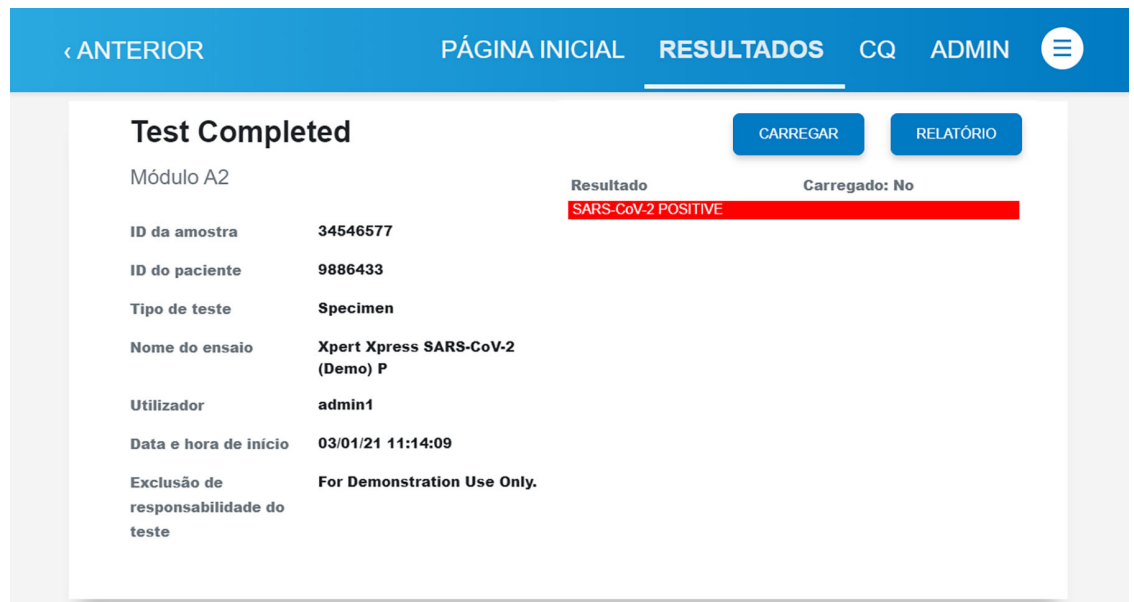 ‹ ANTERIOR PÁGINA INICIAL RESULTADOS CQ ADMIN
Test Completed
CARREGAR RELATÓRIO
Módulo A2
Resultado Carregado: No
SARS-CoV-2 POSITIVE
ID da amostra 34546577
ID do paciente 9886433
Tipo de teste Specimen
Nome do ensaio Xpert Xpress SARS-CoV-2
(Demo) P
Utilizador admin1
Data e hora de início 03/01/21 11:14:09
Exclusão de For Demonstration Use Only.
responsabilidade do
teste